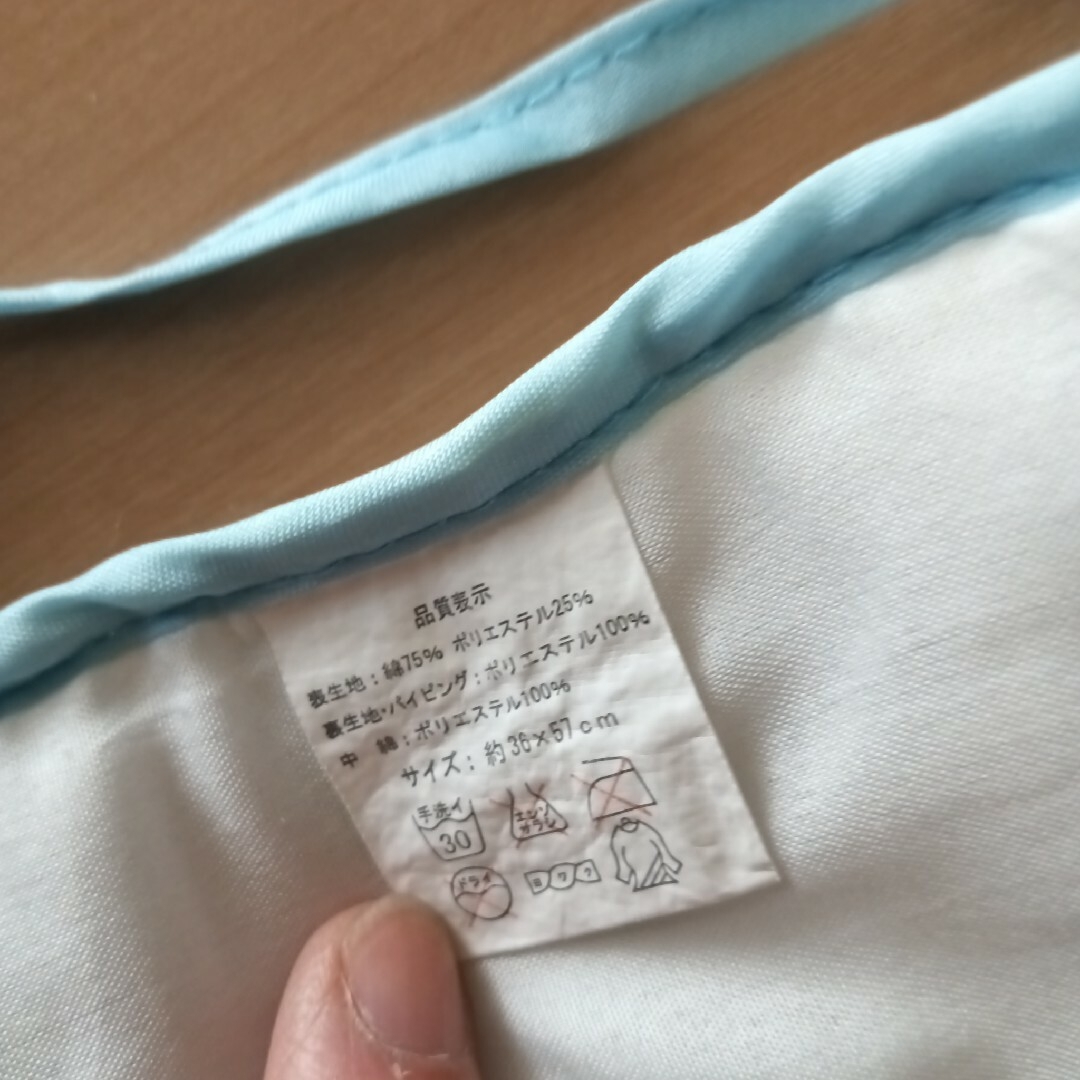 品質表示
表生地：綿75% ポリエステル25%
裏生地・パイピング：ポリエステル100%
中 綿：ポリエステル100%
サイズ：約36×57cm
手洗イ
30
エンソ
サラシ
ドライ
ヨワク